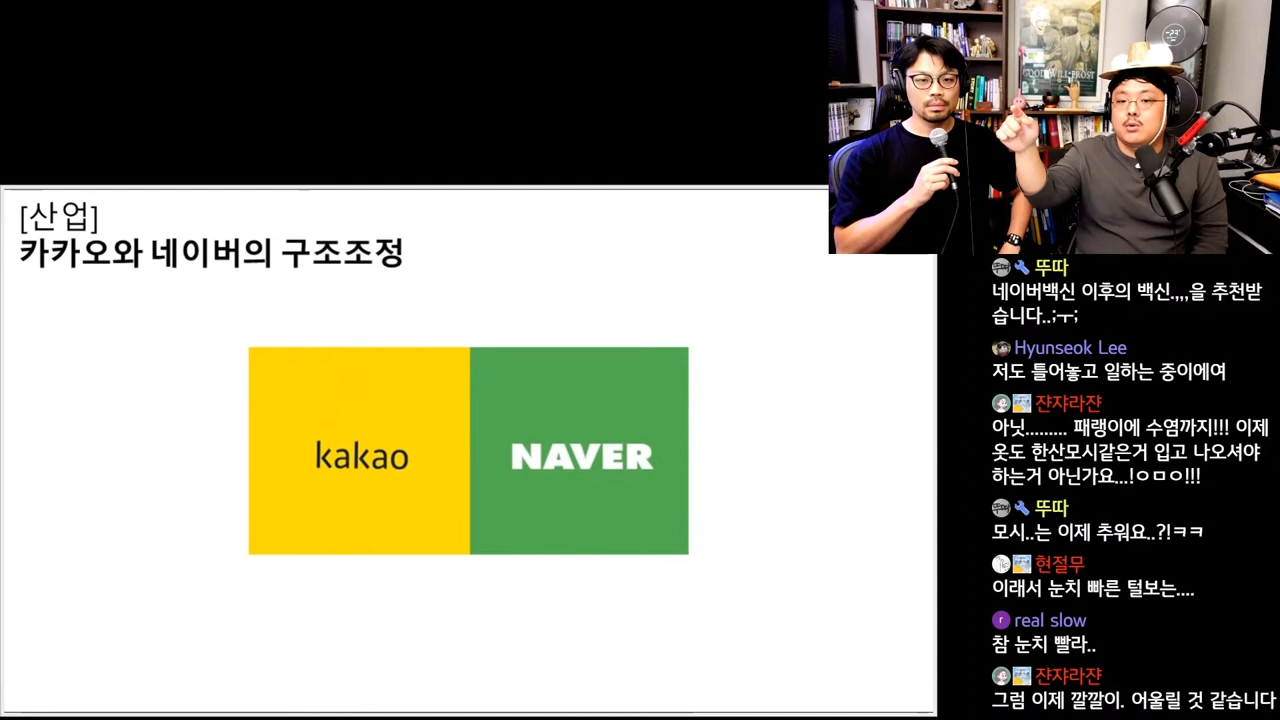 [산업]
카카오와 네이버의 구조조정
kakao
NAVER
GOOD WILL FROST
뚜따
네이버백신 이후의 백신.,,,을 추천받
습니다..;ㅜ;
Hyunseok Lee
저도 틀어놓고 일하는 중이에여
쟌쟈라쟌
아닛......... 패랭이에 수염까지!!! 이제
옷도 한산모시같은거 입고 나오셔야
하는거 아닌가요...!ㅇㅁㅇ!!!
뚜따
모시..는 이제 추워요..?!ㅋㅋ
현절무
이래서 눈치 빠른 털보는....
r real slow
참 눈치 빨라..
쟌쟈라쟌
그럼 이제 깔깔이. 어울릴 것 같습니다